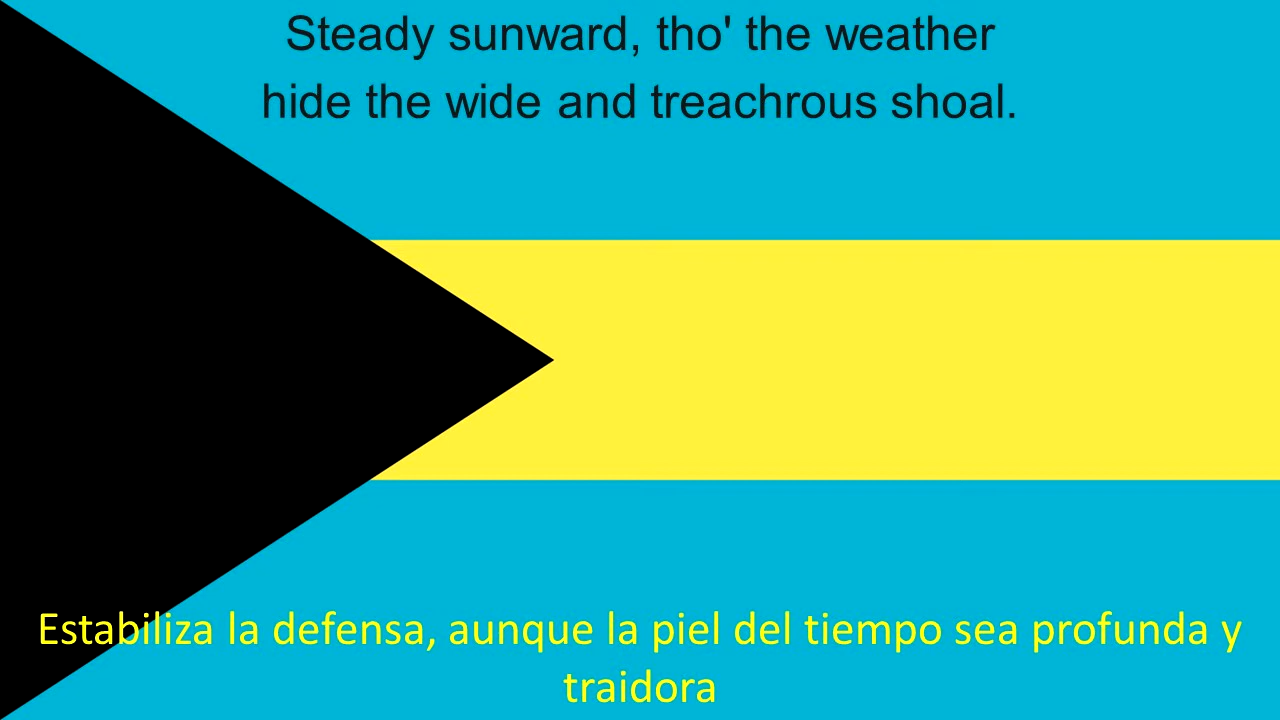 Steady sunward, tho' the weather
hide the wide and treachrous shoal.
Estabiliza la defensa, aunque la piel del tiempo sea profunda y
traidora